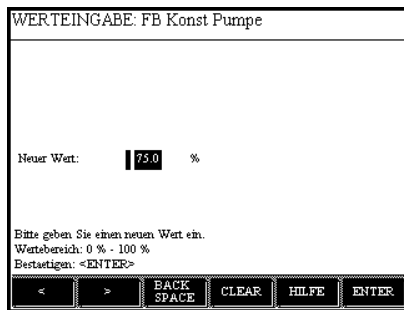 WERTEINGABE: FB Konst Pumpe
Neuer Wert: 75.0 %
Bitte geben Sie einen neuen Wert ein.
Wertebereich: 0 % - 100 %
Bestaetigen: <ENTER>
< > BACK SPACE CLEAR HILFE ENTER